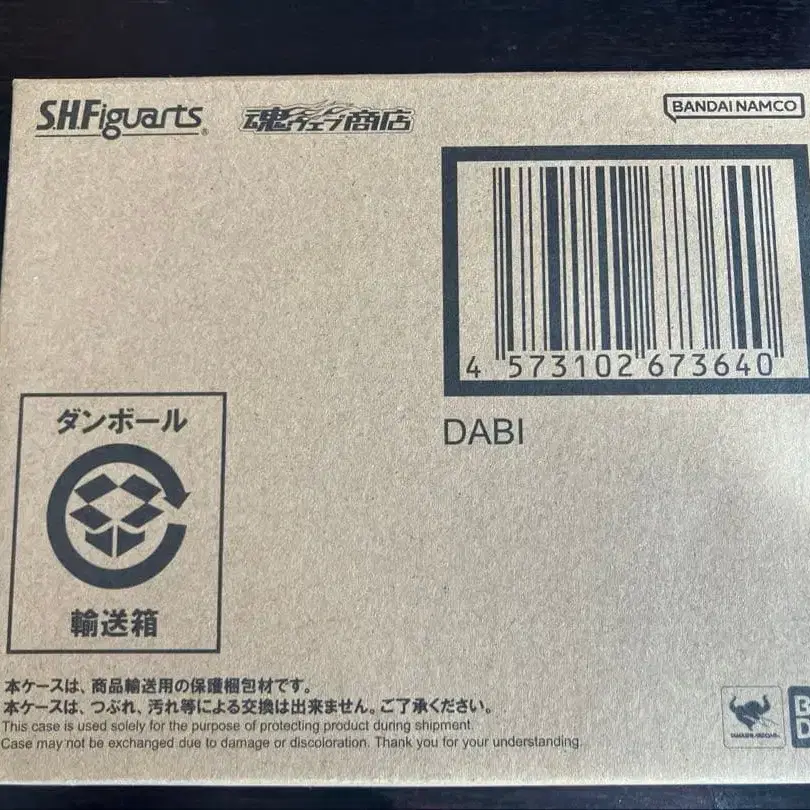 S.H.Figuarts®
魂ウェブ商店
BANDAI NAMCO
4 573102 673640
DABI
ダンボール
輸送箱
本ケースは、商品輸送用の保護梱包材です。
本ケースは、つぶれ、汚れ等による交換は出来ません。ご了承ください。
This case is used solely for the purpose of protecting product during shipment.
Case may not be exchanged due to damage or discoloration. Thank you for your understanding.